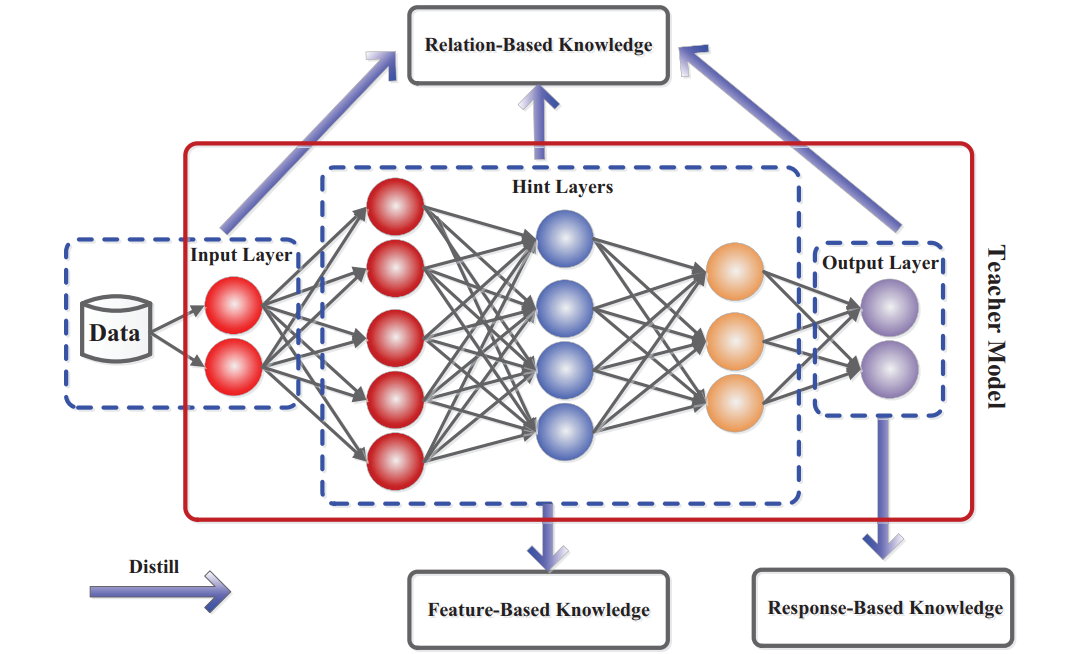 Relation-Based Knowledge
Hint Layers
Input Layer
Output Layer
Data
Teacher Model
Distill
Feature-Based Knowledge
Response-Based Knowledge